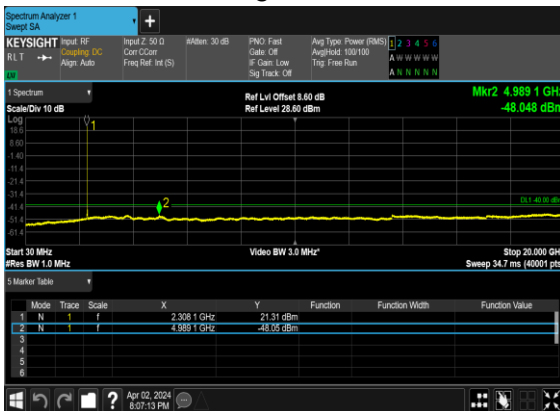 Spectrum Analyzer 1
Swept SA
+
KEYSIGHT Input: RF Input Z: 50 Ω #Atten: 30 dB PNO: Fast Avg Type: Power (RMS) 1 2 3 4 5 6
R L T Coupling: DC Corr CCorr Gate: Off Avg|Hold: 100/100 A W W W W W
Align: Auto Freq Ref: Int (S) IF Gain: Low Trig: Free Run
LV Sig Track: Off A N N N N N
1 Spectrum Ref Lvl Offset 8.60 dB Mkr2 4.989 1 GHz
Scale/Div 10 dB Ref Level 28.60 dBm -48.048 dBm
Log
18.6 1
8.60
-1.40
-11.4
-21.4
-31.4
-41.4 2 DL1 -40.00 dBm
-51.4
-61.4
Start 30 MHz Video BW 3.0 MHz* Stop 20.000 GHz
#Res BW 1.0 MHz Sweep 34.7 ms (40001 pts)
5 Marker Table
Mode Trace Scale X Y Function Function Width Function Value
1 N 1 f 2.308 1 GHz 21.31 dBm
2 N 1 f 4.989 1 GHz -48.05 dBm
3
4
5
6
? Apr 02, 2024
8:07:13 PM